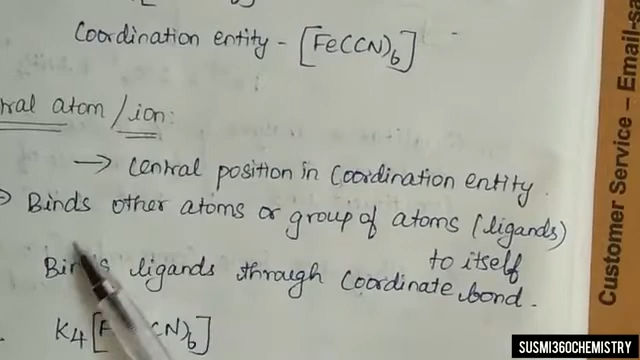 Coordination entity - [Fe(CN)6]
ral atom / ion:
→ Central position in Coordination entity.
Binds other atoms or group of atoms (ligands)
to itself
Binds ligands through Coordinate bond.
K4[F CN)6]
Customer Service – Email-sa
SUSMI360CHEMISTRY